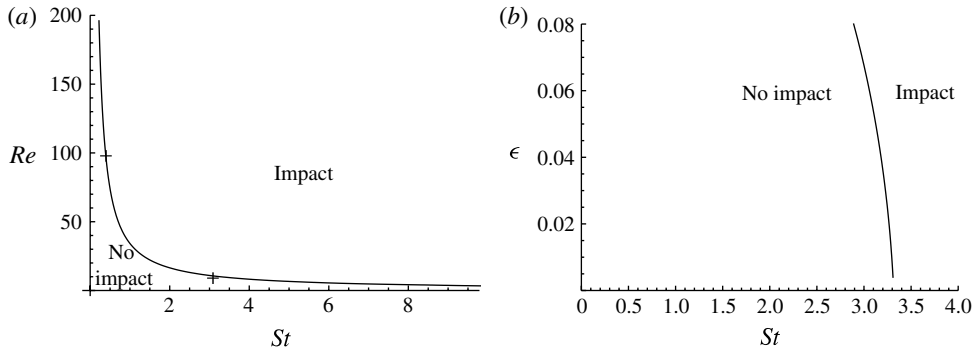 (a)
200
150
Re 100
50
Impact
No
impact
2 4 6 8
St
(b)
0.08
0.06
ϵ 0.04
0.02
No impact Impact
0 0.5 1.0 1.5 2.0 2.5 3.0 3.5 4.0
St